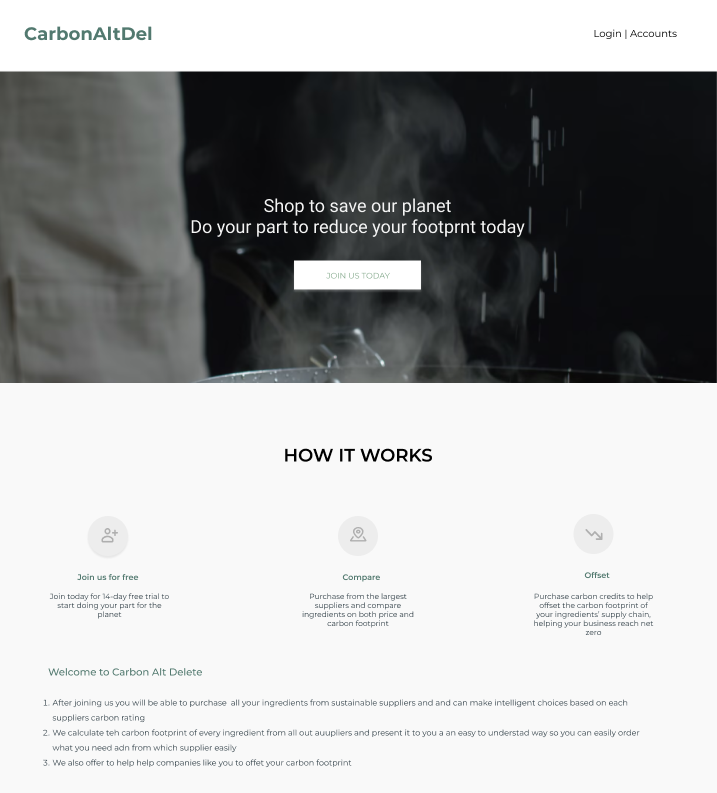 CarbonAltDel
Login | Accounts
Shop to save our planet
Do your part to reduce your footprnt today
JOIN US TODAY
HOW IT WORKS
Join us for free
Join today for 14-day free trial to
start doing your part for the
planet
Compare
Purchase from the largest
suppliers and compare
ingredients on both price and
carbon footprint
Offset
Purchase carbon credits to help
offset the carbon footprint of
your ingredients' supply chain,
helping your business reach net
zero
Welcome to Carbon Alt Delete
1. After joining us you will be able to purchase  all your ingredients from sustainable suppliers and and can make intelligent choices based on each
suppliers carbon rating
2. We calculate teh carbon footprint of every ingredient from all out auupliers and present it to you a an easy to understad way so you can easily order
what you need adn from which supplier easily
3. We also offer to help help companies like you to offet your carbon footprint